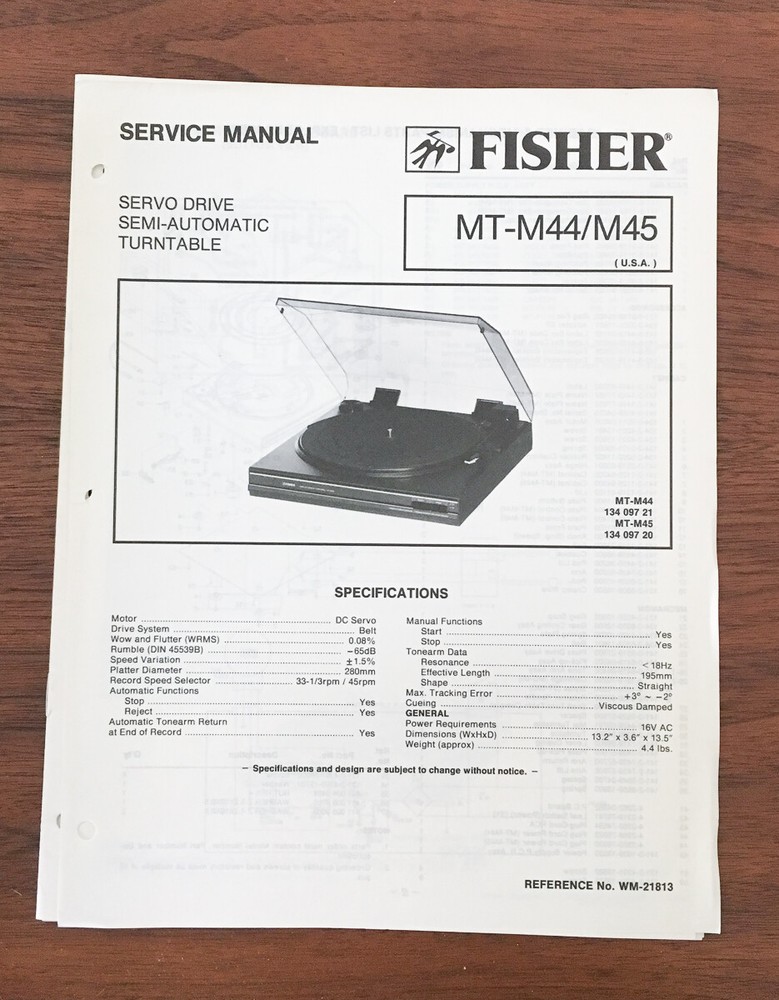 SERVICE MANUAL
FISHER®
SERVO DRIVE
SEMI-AUTOMATIC
TURNTABLE
MT-M44/M45
( U.S.A. )
MT-M44
134 097 21
MT-M45
134 097 20
SPECIFICATIONS
Motor ........ DC Servo
Drive System ........ Belt
Wow and Flutter (WRMS) ........ 0.08%
Rumble (DIN 45539B) ........ −65dB
Speed Variation ........ ±1.5%
Platter Diameter ........ 280mm
Record Speed Selector ........ 33-1/3rpm / 45rpm
Automatic Functions
Stop ........ Yes
Reject ........ Yes
Automatic Tonearm Return
at End of Record ........ Yes
Manual Functions
Start ........ Yes
Stop ........ Yes
Tonearm Data
Resonance ........ <18Hz
Effective Length ........ 195mm
Shape ........ Straight
Max. Tracking Error ........ +3° ~ −2°
Cueing ........ Viscous Damped
GENERAL
Power Requirements ........ 16V AC
Dimensions (WxHxD) ........ 13.2" x 3.6" x 13.5"
Weight (approx) ........ 4.4 lbs.
— Specifications and design are subject to change without notice. —
REFERENCE No. WM-21813